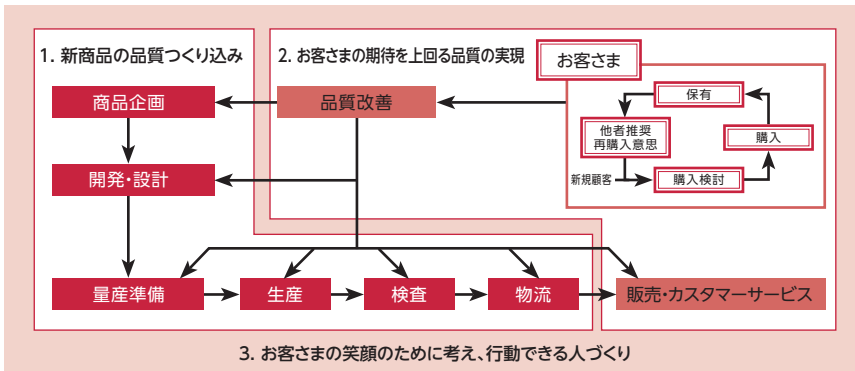 1. 新商品の品質つくり込み
2. お客さまの期待を上回る品質の実現
お客さま
商品企画
品質改善
保有
他者推奨
再購入意思
購入
開発・設計
新規顧客
購入検討
量産準備
生産
検査
物流
販売・カスタマーサービス
3. お客さまの笑顔のために考え、行動できる人づくり